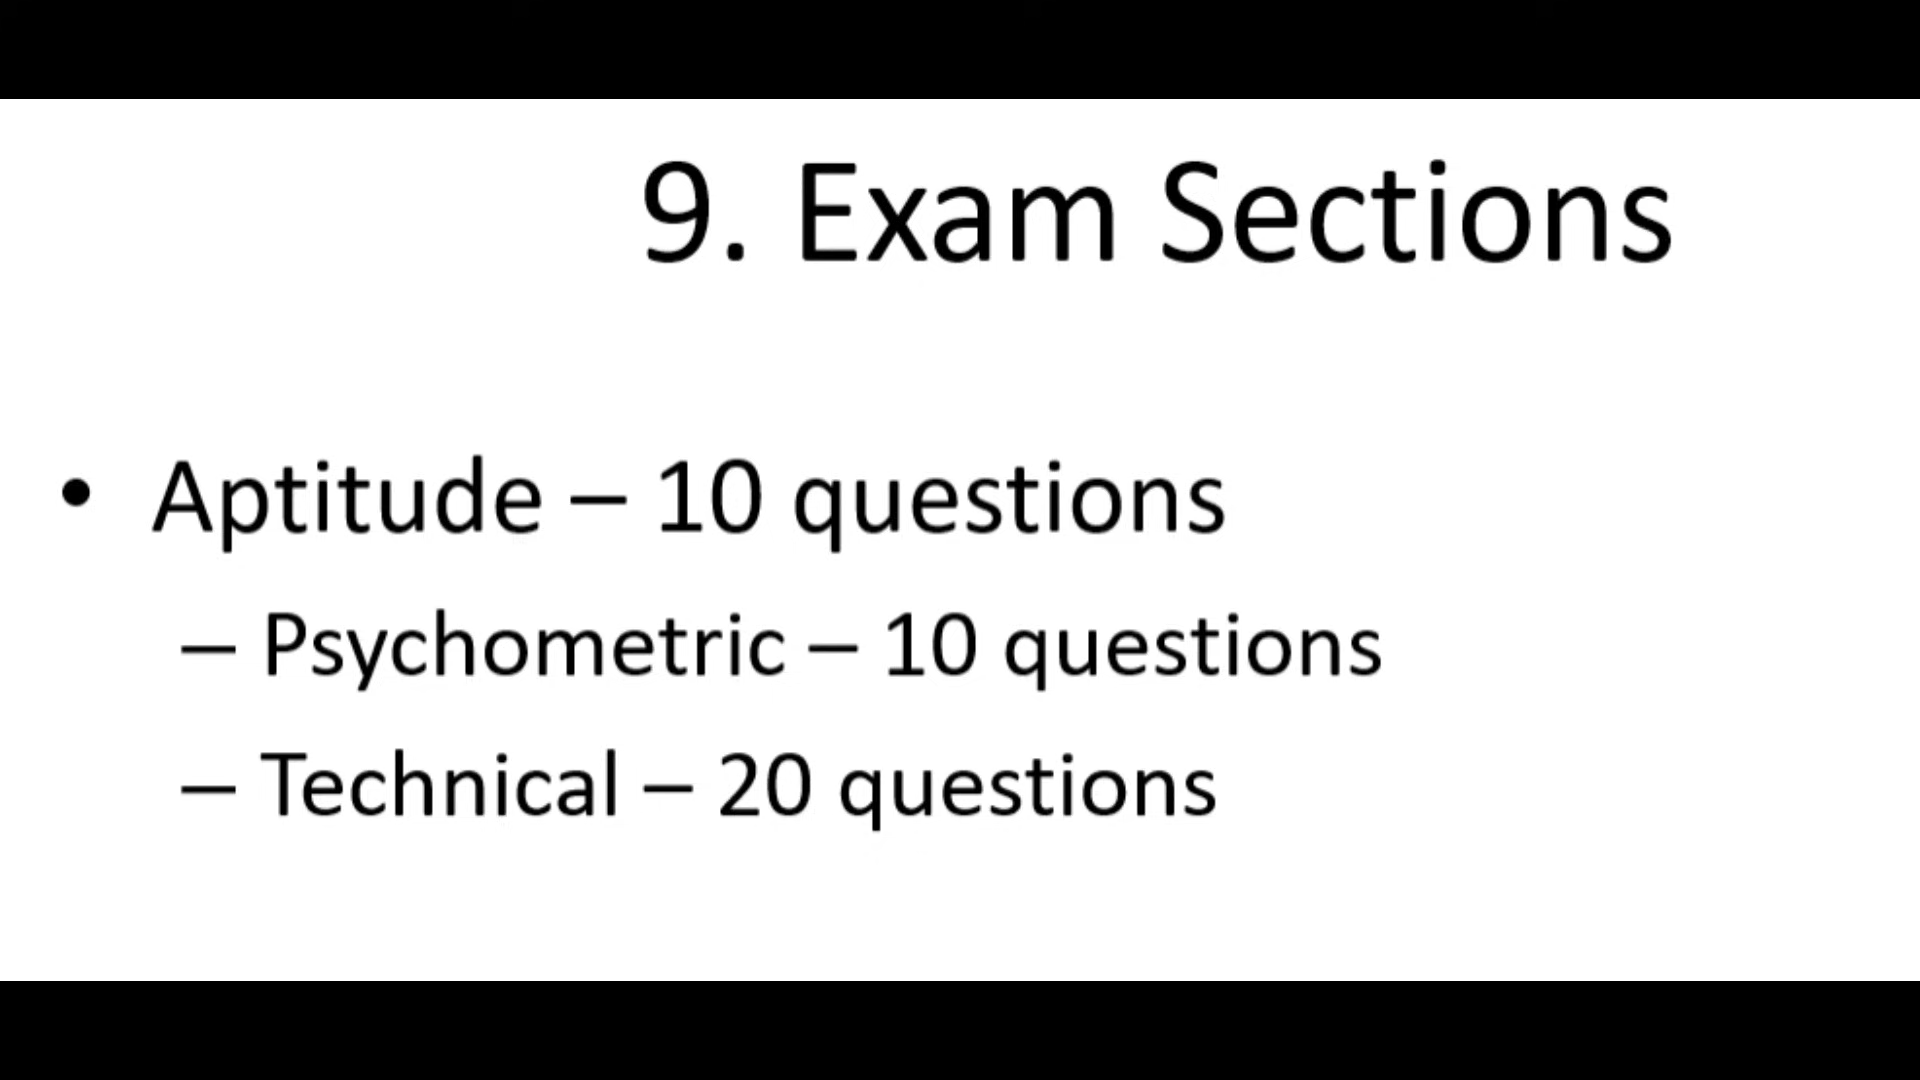 9. Exam Sections
• Aptitude – 10 questions
– Psychometric – 10 questions
– Technical – 20 questions